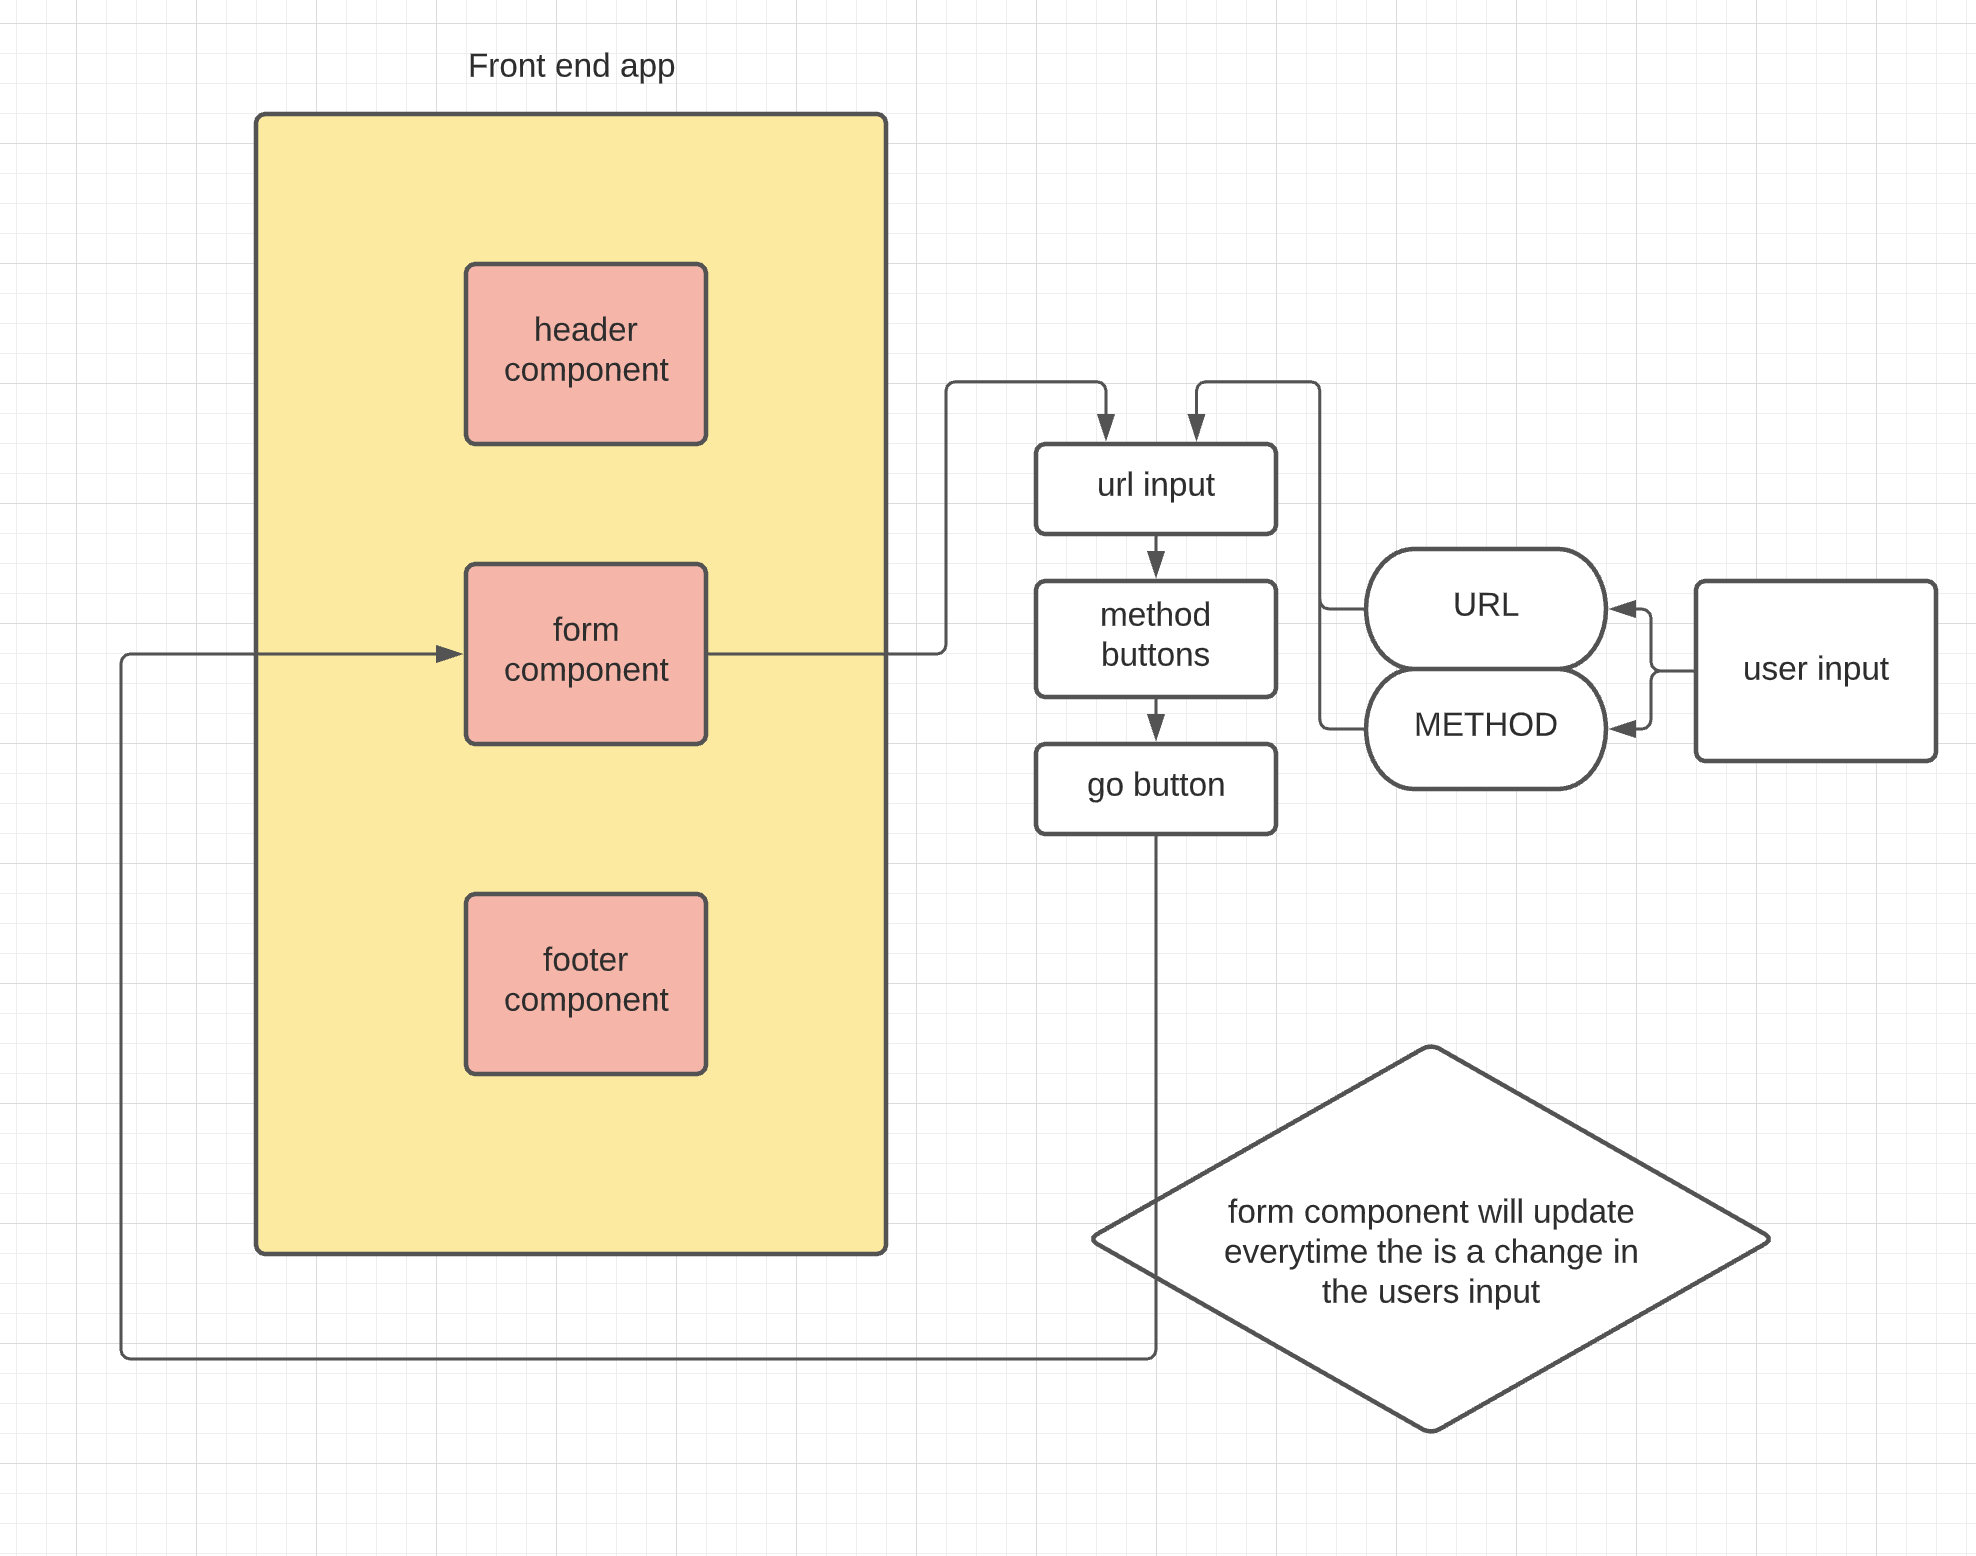 Front end app
header
component
form
component
footer
component
url input
method
buttons
go button
URL
METHOD
user input
form component will update
everytime the is a change in
the users input